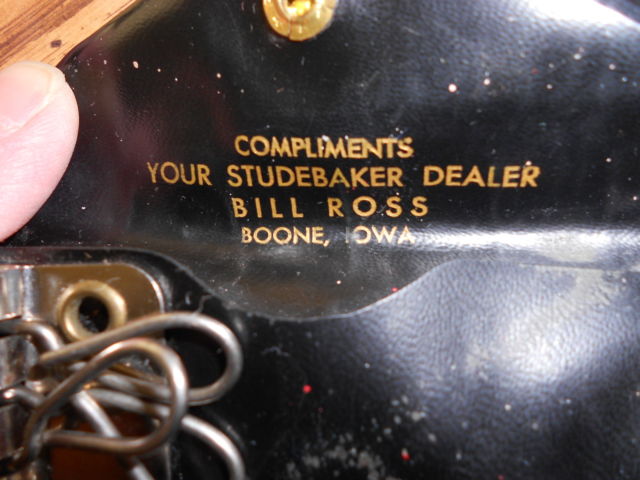 COMPLIMENTS
YOUR STUDEBAKER DEALER
BILL ROSS
BOONE, IOWA